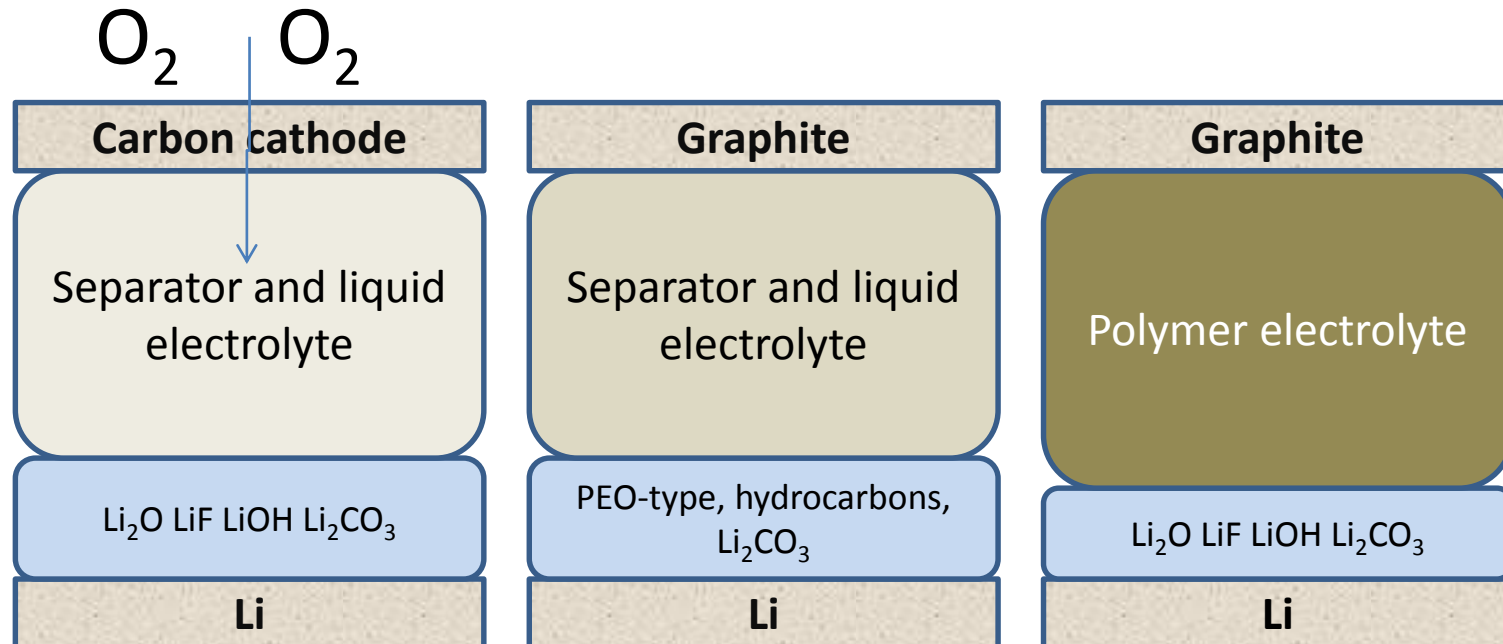 O₂ O₂
Carbon cathode
Separator and liquid
electrolyte
Li₂O LiF LiOH Li₂CO₃
Li
Graphite
Separator and liquid
electrolyte
PEO-type, hydrocarbons,
Li₂CO₃
Li
Graphite
Polymer electrolyte
Li₂O LiF LiOH Li₂CO₃
Li